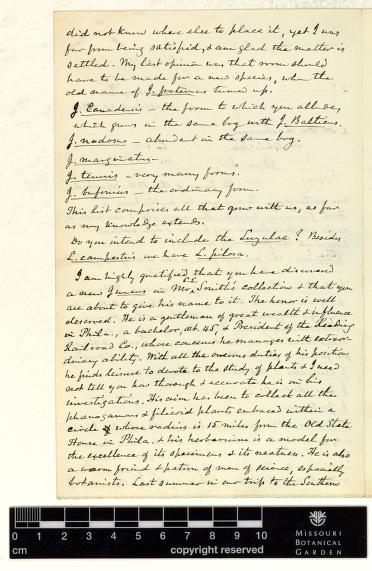 did not know where else to place it, yet I was
far from being satisfied, & am glad the matter is
settled. My last opinion was that room should
have to be made for a new species, when the
old name of J. turned up.
J. Canadensis – the form to which you allude,
which grows in the same bog with J. Balticus.
J. nodosus – abundant in the same bog.
J. marginatus –
J. tenuis – very many forms.
J. bufonius – the ordinary form.
This list comprises all that grow with us, as far
as my knowledge extends.
Do you intend to include the Luzulae? Besides
L. campestris we have L. pilosa.
I am highly gratified that you have discovered
a new Juncus in Mr. C.E. Smith's collection & that you
are about to give his name to it. The honor is well
deserved. He is a gentleman of great wealth & influence
in Phila., a bachelor, æt. 45, & President of the Reading
Railroad Co., whose concerns he manages with extraor-
dinary ability. With all the onerous duties of his position
he finds leisure to devote to the study of plants & I need
not tell you how thorough & accurate he is in his
investigations. His aim has been to collect all the
phænogamous & filicoid plants embraced within a
circle whose radius is 15 miles from the Old State
House in Phila. & his herbarium is a model for
the excellence of its specimens & its neatness. He is also
a warm friend & patron of men of science, especially
botanists. Last summer in our trip to the Southern
0 1 2 3 4 5 6 7 8 9 10
cm
copyright reserved
MISSOURI
BOTANICAL
GARDEN